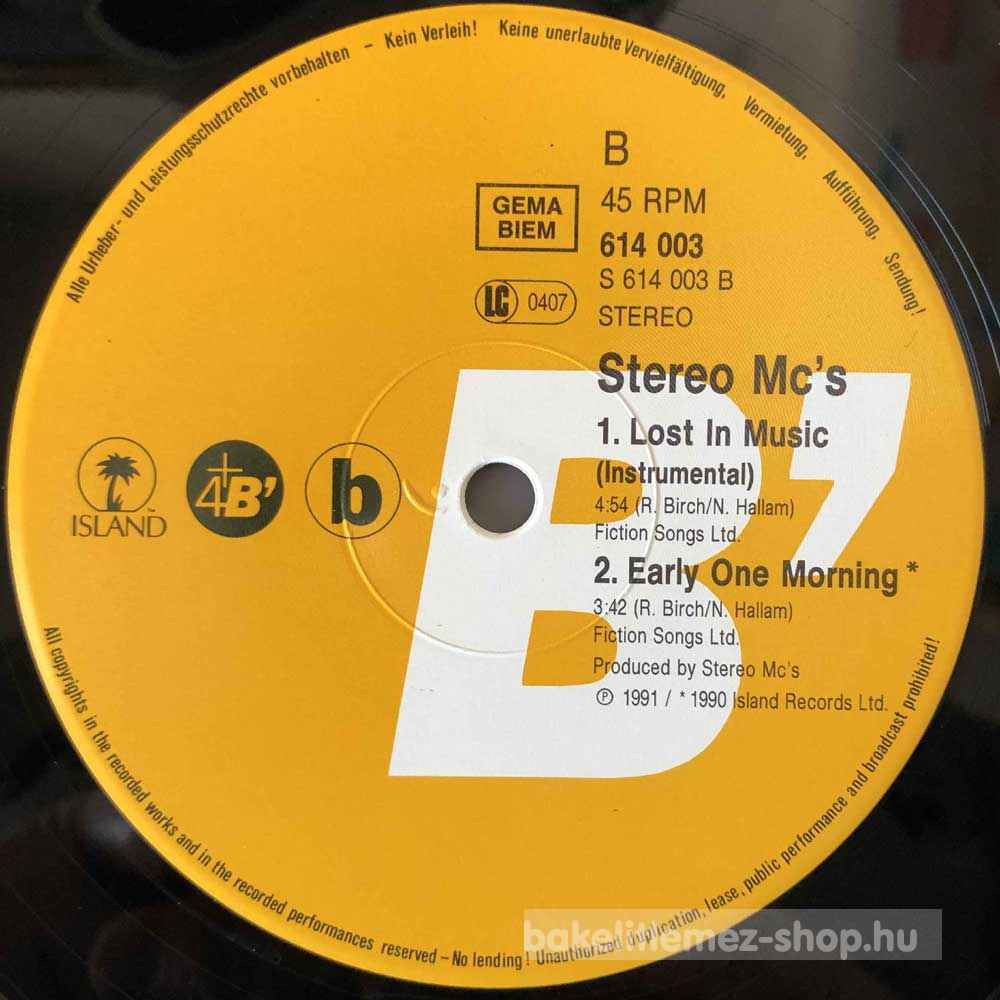 Alle Urheber- und Leistungsschutzrechte vorbehalten – Kein Verleih! Keine unerlaubte Vervielfältigung, Vermietung, Aufführung, Sendung!
B
GEMA
BIEM
45 RPM
614 003
S 614 003 B
LC 0407
STEREO
Stereo Mc's
1. Lost In Music
(Instrumental)
4:54 (R. Birch/N. Hallam)
Fiction Songs Ltd.
2. Early One Morning *
3:42 (R. Birch/N. Hallam)
Fiction Songs Ltd.
Produced by Stereo Mc's
℗ 1991 / * 1990 Island Records Ltd.
ISLAND™
4+B'
b
B'
All copyrights in the recorded works and in the recorded performances reserved – No lending! Unauthorized duplication, lease, public performance and broadcast prohibited!
bakelitlemez-shop.hu